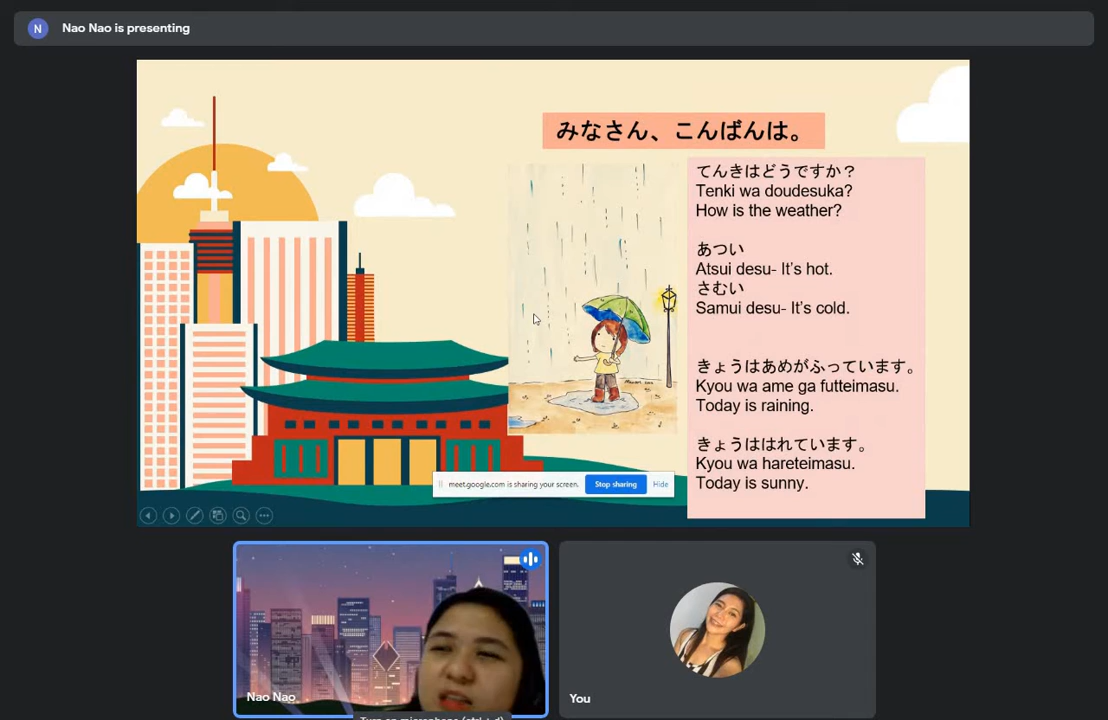 N
Nao Nao is presenting
みなさん、こんばんは。
てんきはどうですか？
Tenki wa doudesuka?
How is the weather?
あつい
Atsui desu- It's hot.
さむい
Samui desu- It's cold.
きょうはあめがふっています。
Kyou wa ame ga futteimasu.
Today is raining.
きょうははれています。
Kyou wa hareteimasu.
Today is sunny.
meet.google.com is sharing your screen.
Stop sharing
Hide
Nao Nao
You